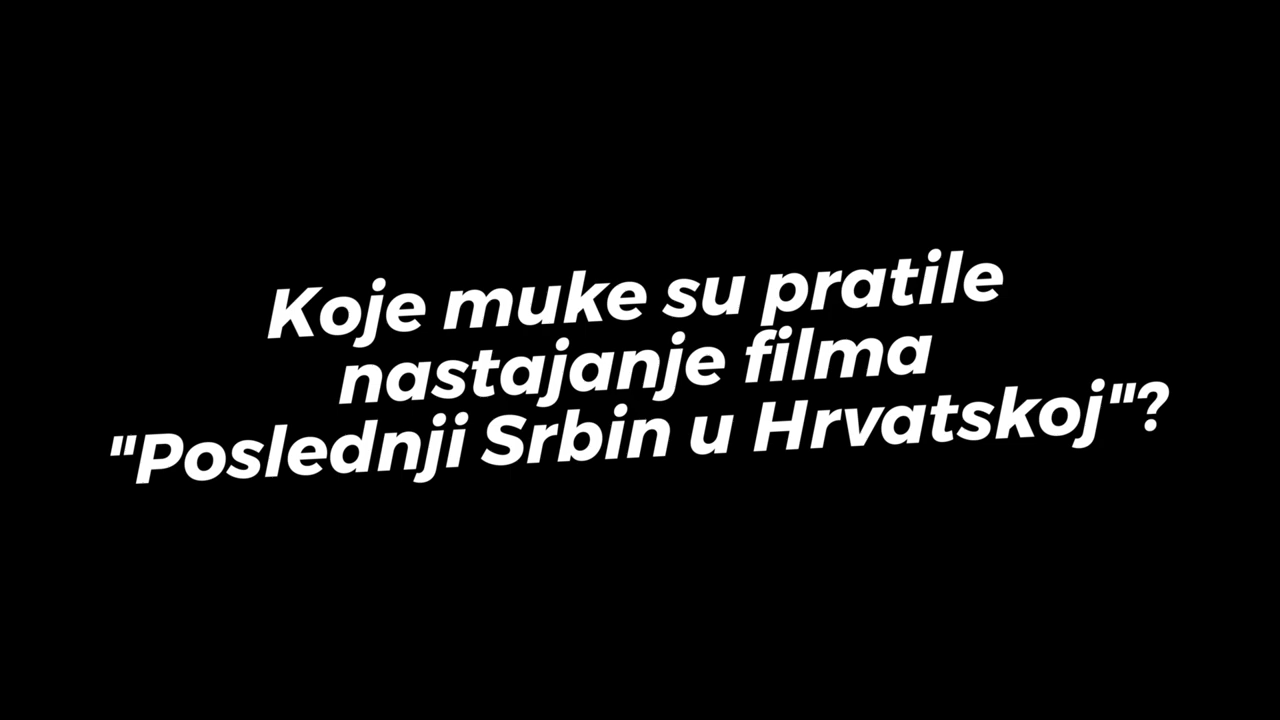 Koje muke su pratile
nastajanje filma
"Poslednji Srbin u Hrvatskoj"?